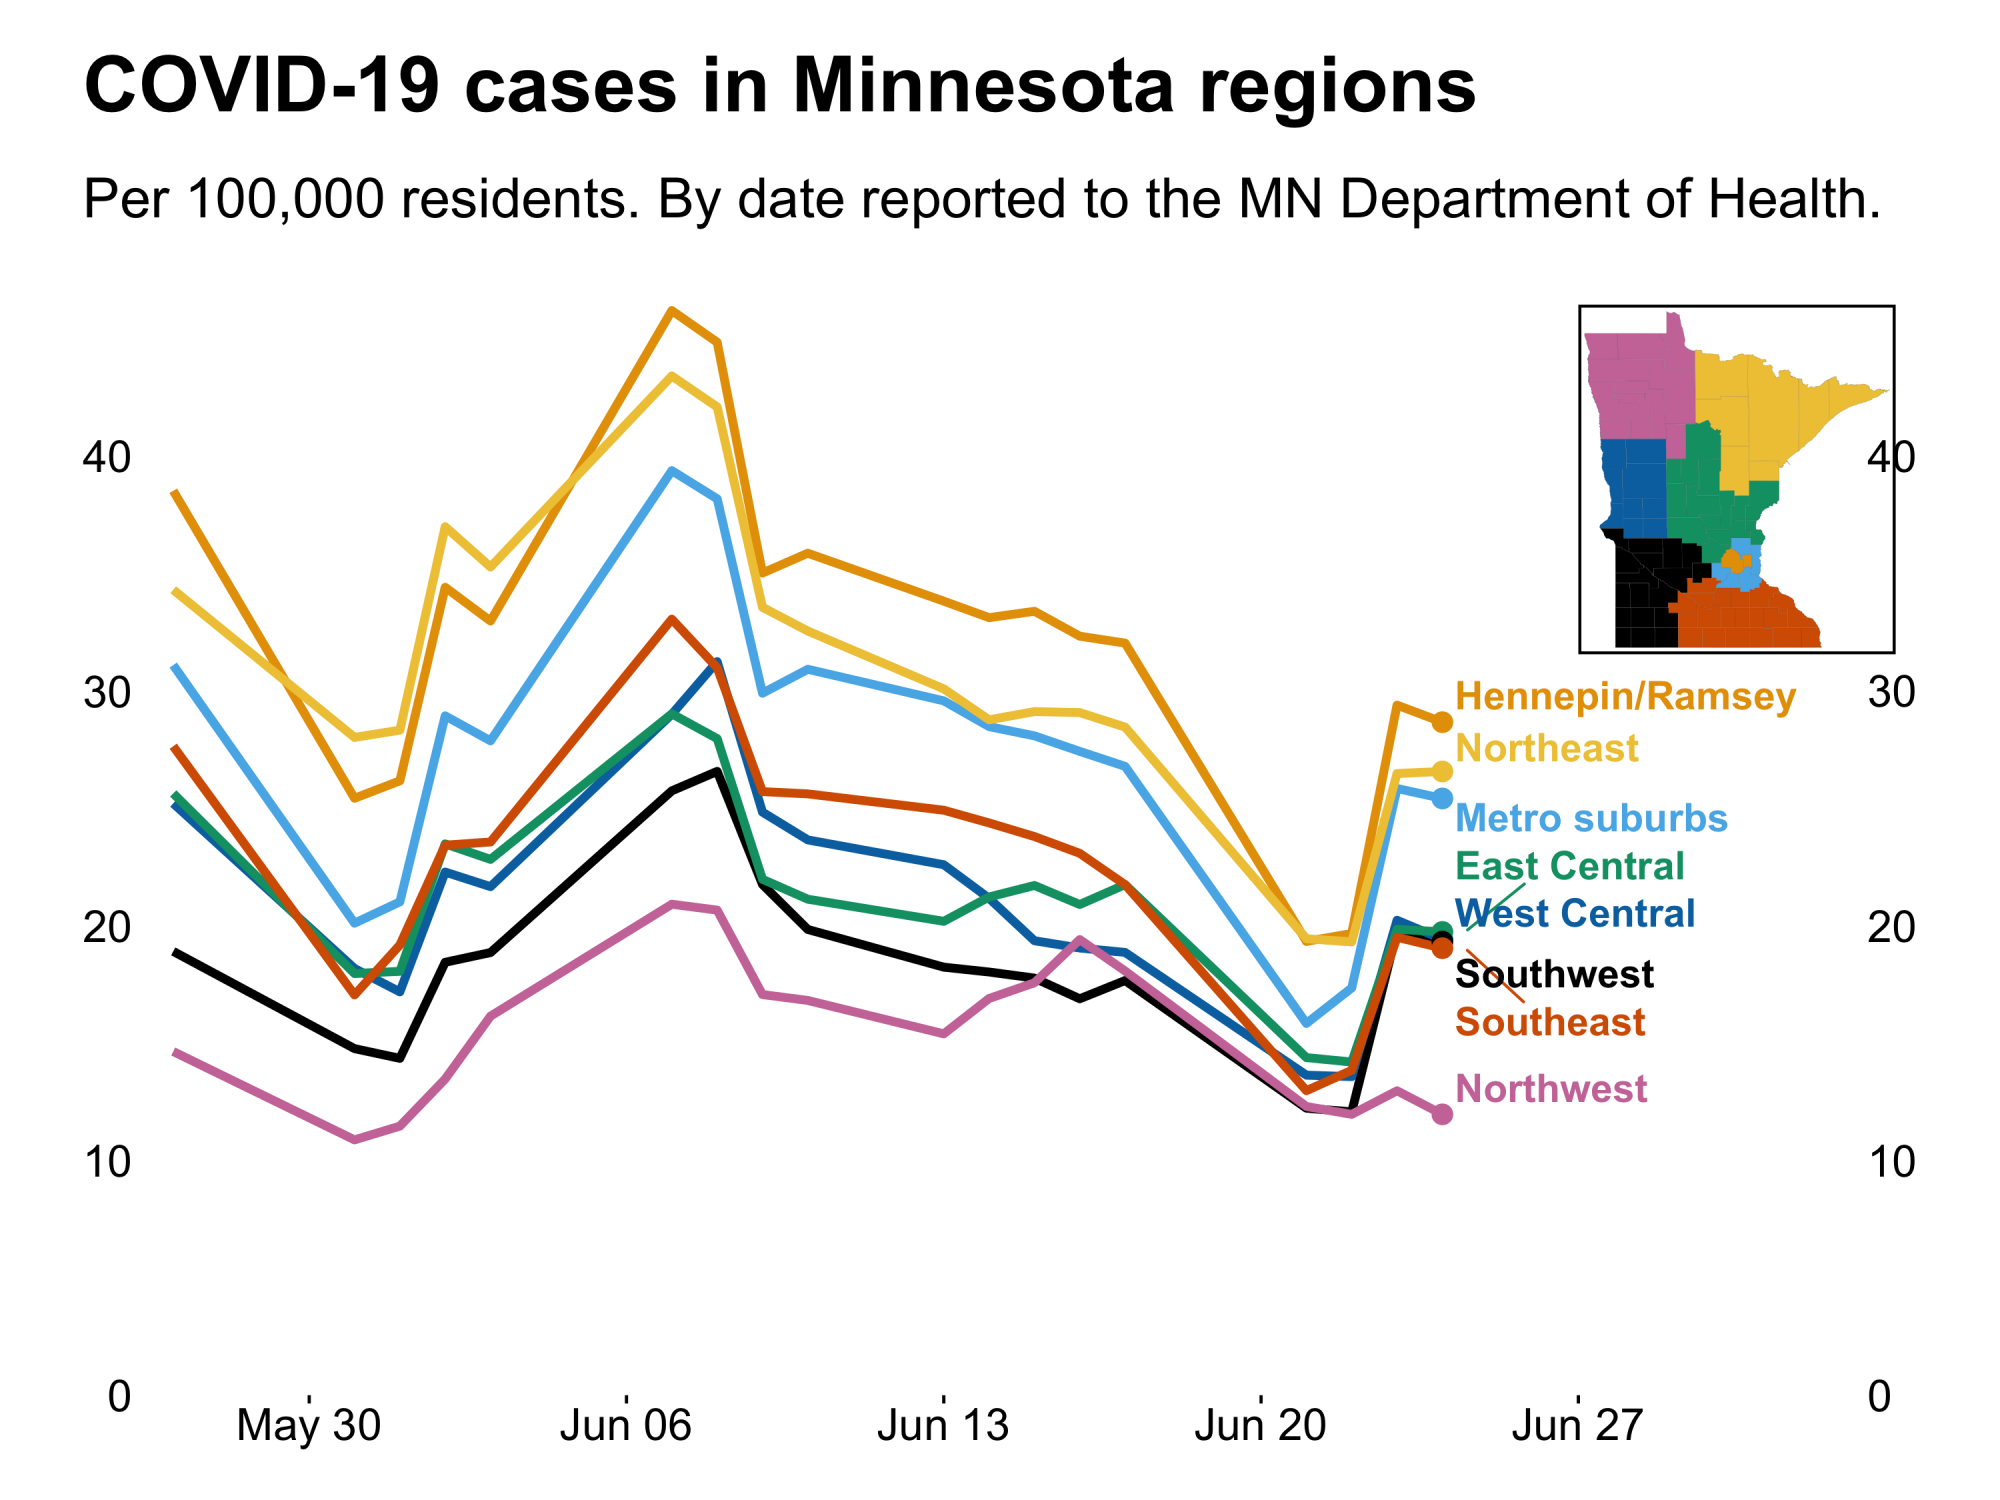 COVID-19 cases in Minnesota regions
Per 100,000 residents. By date reported to the MN Department of Health.
40
40
30
30
Hennepin/Ramsey
Northeast
Metro suburbs
East Central
West Central
20
20
Southwest
Southeast
Northwest
10
10
0
0
May 30 Jun 06 Jun 13 Jun 20 Jun 27